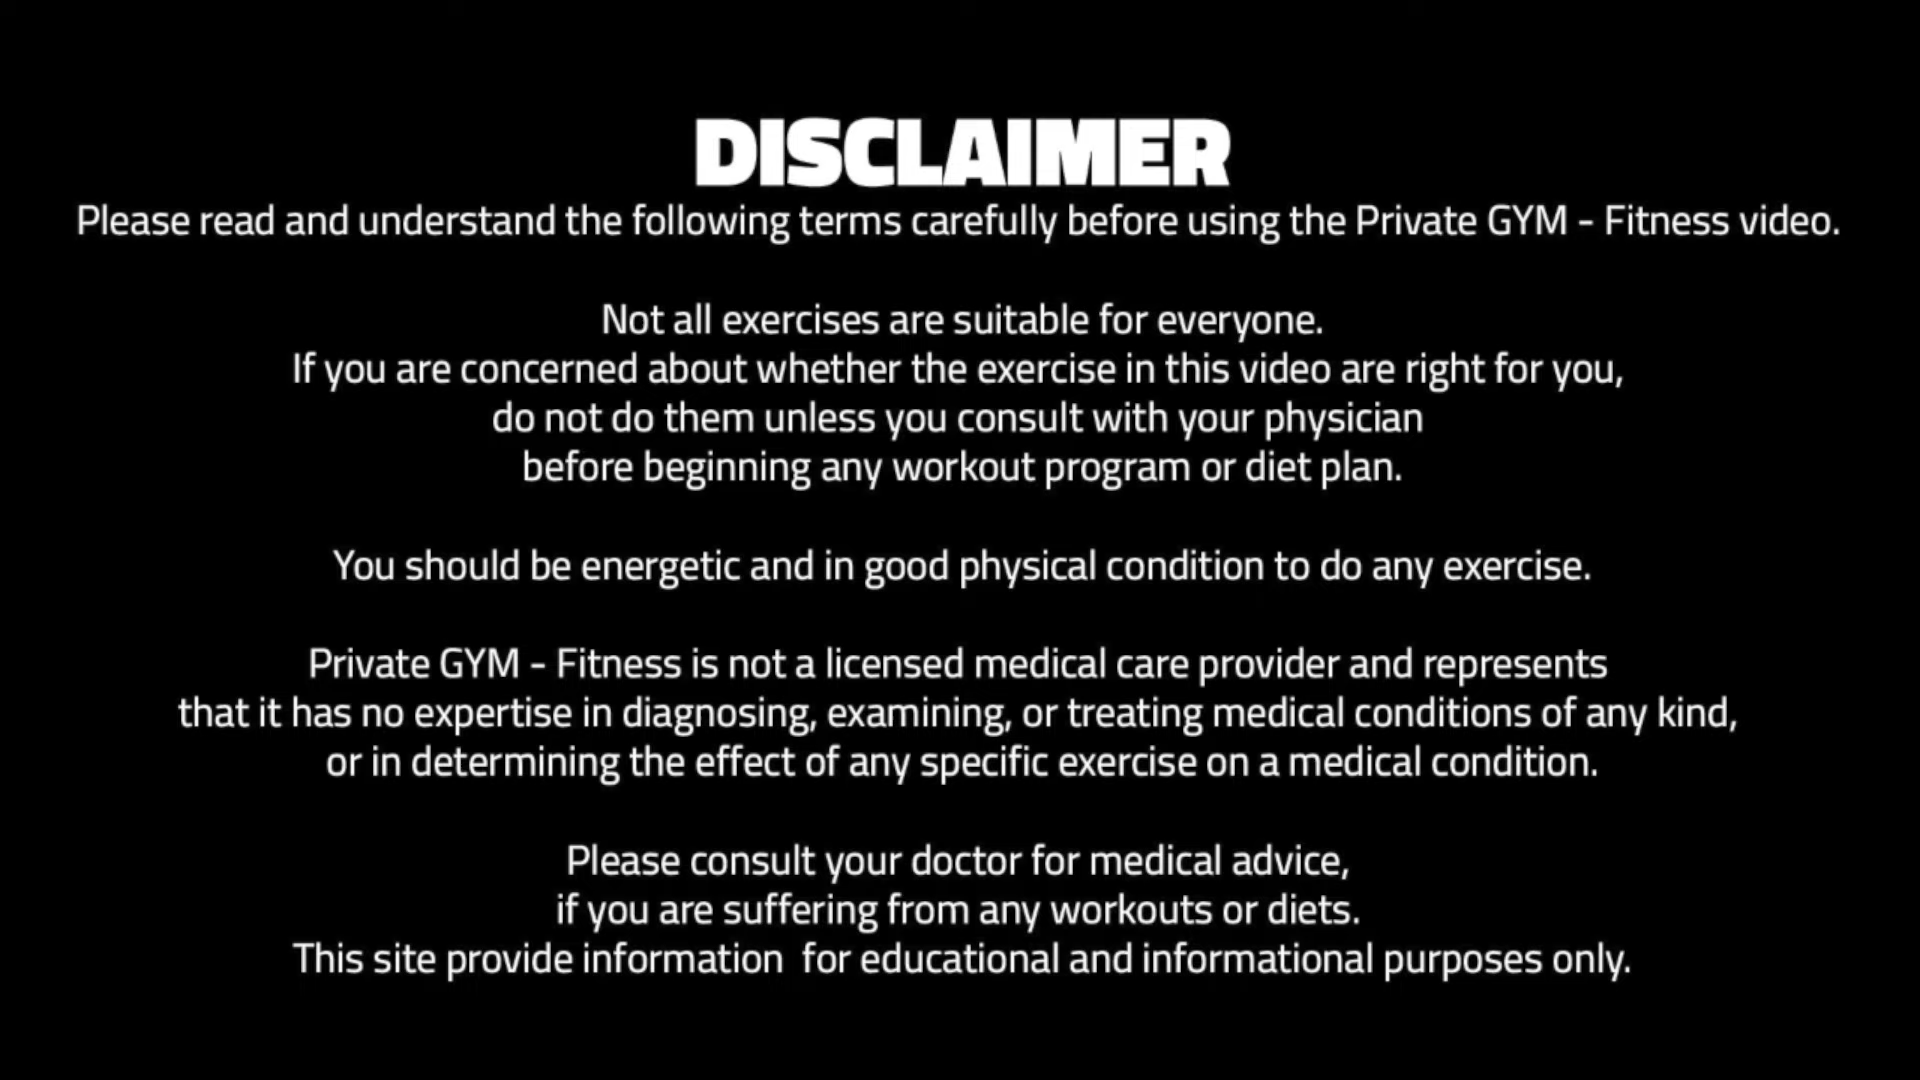 DISCLAIMER
Please read and understand the following terms carefully before using the Private GYM - Fitness video.
Not all exercises are suitable for everyone.
If you are concerned about whether the exercise in this video are right for you,
do not do them unless you consult with your physician
before beginning any workout program or diet plan.
You should be energetic and in good physical condition to do any exercise.
Private GYM - Fitness is not a licensed medical care provider and represents
that it has no expertise in diagnosing, examining, or treating medical conditions of any kind,
or in determining the effect of any specific exercise on a medical condition.
Please consult your doctor for medical advice,
if you are suffering from any workouts or diets.
This site provide information  for educational and informational purposes only.